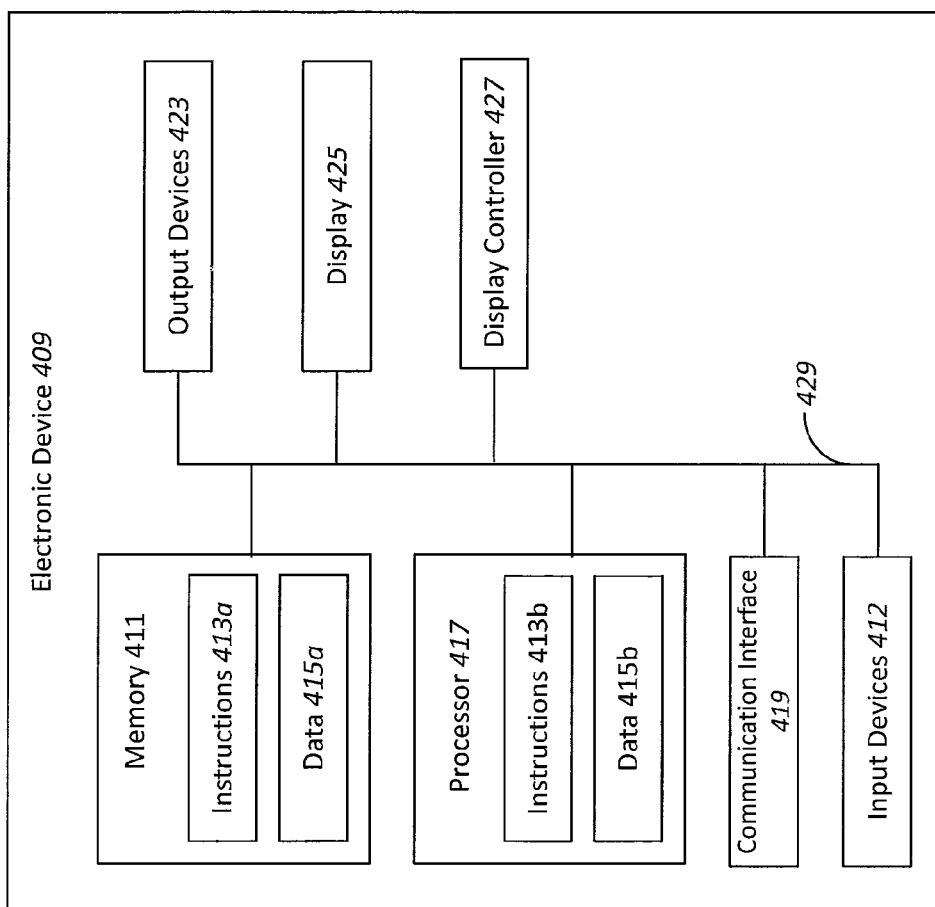 Electronic Device 409
Memory 411
Instructions 413a
Data 415a
Processor 417
Instructions 413b
Data 415b
Communication Interface
419
Input Devices 412
Output Devices 423
Display 425
Display Controller 427
429